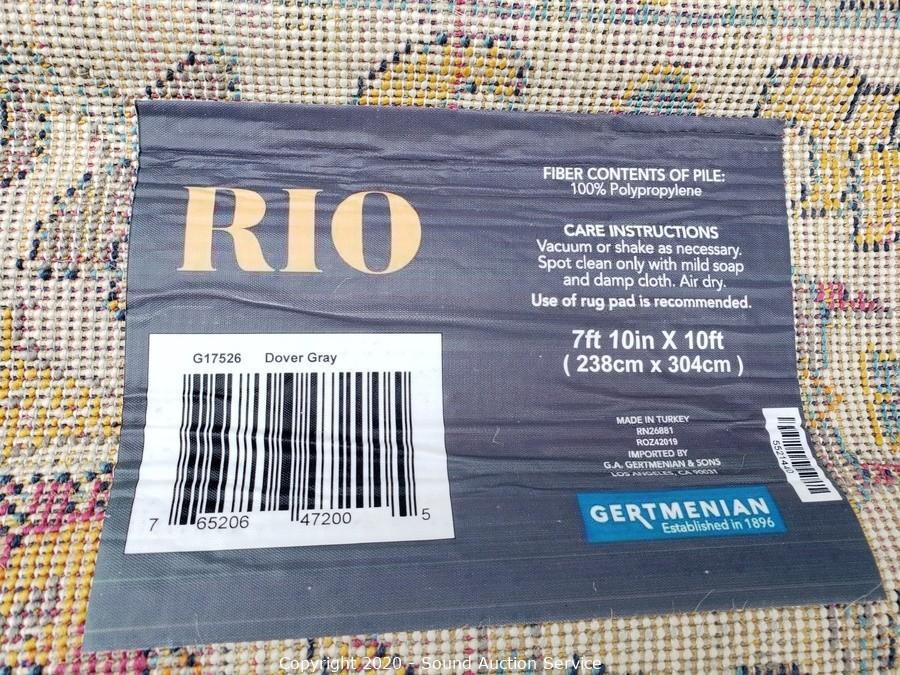 RIO
FIBER CONTENTS OF PILE:
100% Polypropylene
CARE INSTRUCTIONS
Vacuum or shake as necessary.
Spot clean only with mild soap
and damp cloth. Air dry.
Use of rug pad is recommended.
7ft 10in X 10ft
( 238cm x 304cm )
G17526 Dover Gray
7 65206 47200 5
MADE IN TURKEY
RN26881
ROZ42019
IMPORTED BY
G.A. GERTMENIAN & SONS
LOS ANGELES, CA 90031
5521440
GERTMENIAN
Established in 1896
Copyright 2020 - Sound Auction Service